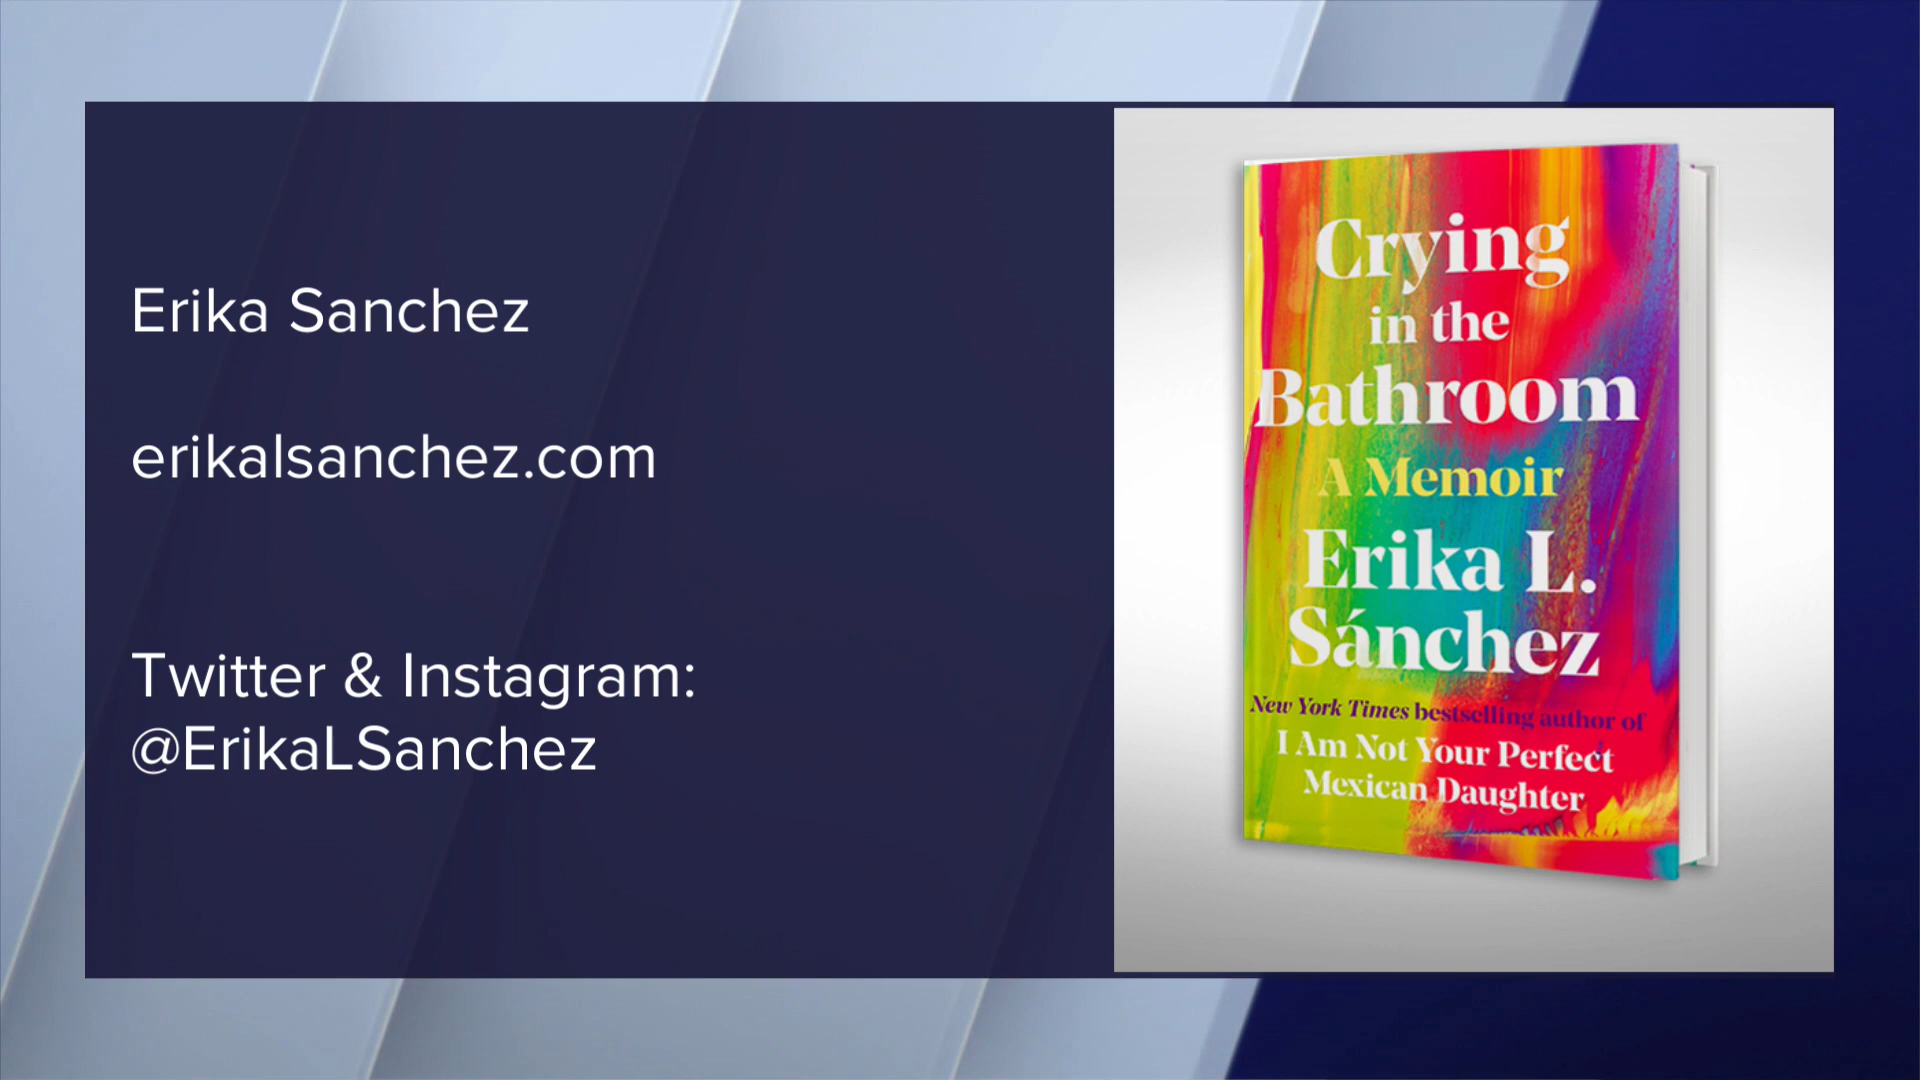 Erika Sanchez
erikalsanchez.com
Twitter & Instagram:
@ErikaLSanchez
Crying
in the
Bathroom
A Memoir
Erika L.
Sánchez
New York Times bestselling author of
I Am Not Your Perfect
Mexican Daughter